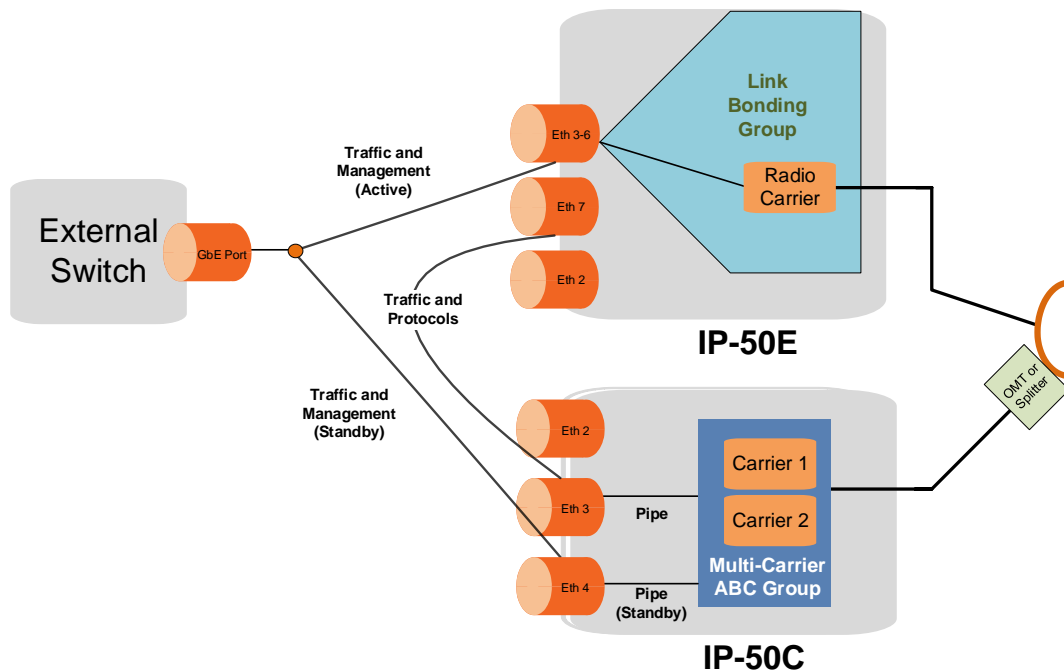 Link
Bonding
Group
Eth 3-6
Traffic and
Management
(Active)
Radio
Carrier
Eth 7
External
Switch
GbE Port
Eth 2
Traffic and
Protocols
IP-50E
OMT or
Splitter
Traffic and
Management
(Standby)
Eth 2
Carrier 1
Eth 3
Pipe
Carrier 2
Multi-Carrier
ABC Group
Eth 4
Pipe
(Standby)
IP-50C